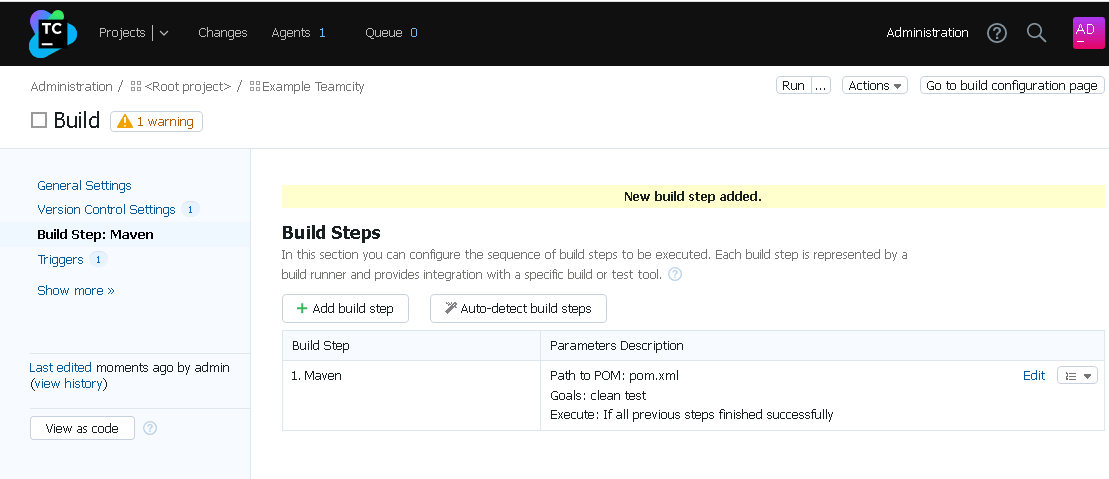 TC
Projects
Changes
Agents 1
Queue 0
Administration
AD
Administration / <Root project> / Example Teamcity
Run ...
Actions
Go to build configuration page
Build
1 warning
General Settings
Version Control Settings 1
Build Step: Maven
Triggers 1
Show more »
Last edited moments ago by admin
(view history)
View as code ?
New build step added.
Build Steps
In this section you can configure the sequence of build steps to be executed. Each build step is represented by a
build runner and provides integration with a specific build or test tool. ?
+ Add build step
Auto-detect build steps
Build Step
Parameters Description
1. Maven
Path to POM: pom.xml
Goals: clean test
Execute: If all previous steps finished successfully
Edit